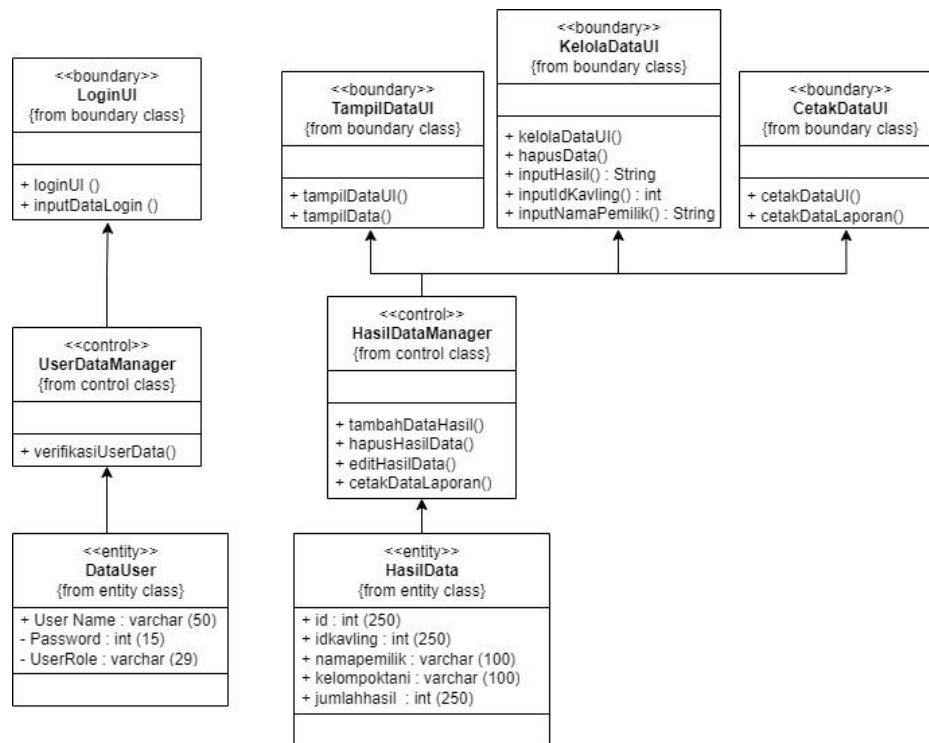 <<boundary>>
LoginUI
{from boundary class}
+ loginUI ()
+ inputDataLogin ()
<<control>>
UserDataManager
{from control class}
+ verifikasiUserData()
<<entity>>
DataUser
{from entity class}
+ User Name : varchar (50)
- Password : int (15)
- UserRole : varchar (29)
<<boundary>>
TampilDataUI
{from boundary class}
+ tampilDataUI()
+ tampilData()
<<boundary>>
KelolaDataUI
{from boundary class}
+ kelolaDataUI()
+ hapusData()
+ inputHasil() : String
+ inputIdKavling() : int
+ inputNamaPemilik() : String
<<boundary>>
CetakDataUI
{from boundary class}
+ cetakDataUI()
+ cetakDataLaporan()
<<control>>
HasilDataManager
{from control class}
+ tambahDataHasil()
+ hapusHasilData()
+ editHasilData()
+ cetakDataLaporan()
<<entity>>
HasilData
{from entity class}
+ id : int (250)
+ idkavling : int (250)
+ namapemilik : varchar (100)
+ kelompoktani : varchar (100)
+ jumlahhasil : int (250)